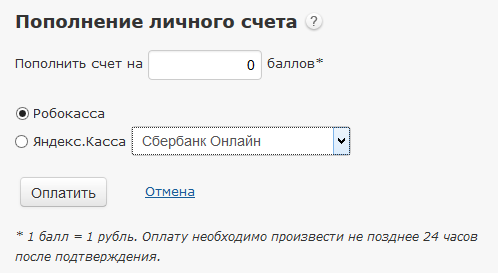 Пополнение личного счета ?
Пополнить счет на 0 баллов*
Робокасса
Яндекс.Касса Сбербанк Онлайн
Оплатить Отмена
* 1 балл = 1 рубль. Оплату необходимо произвести не позднее 24 часов
после подтверждения.